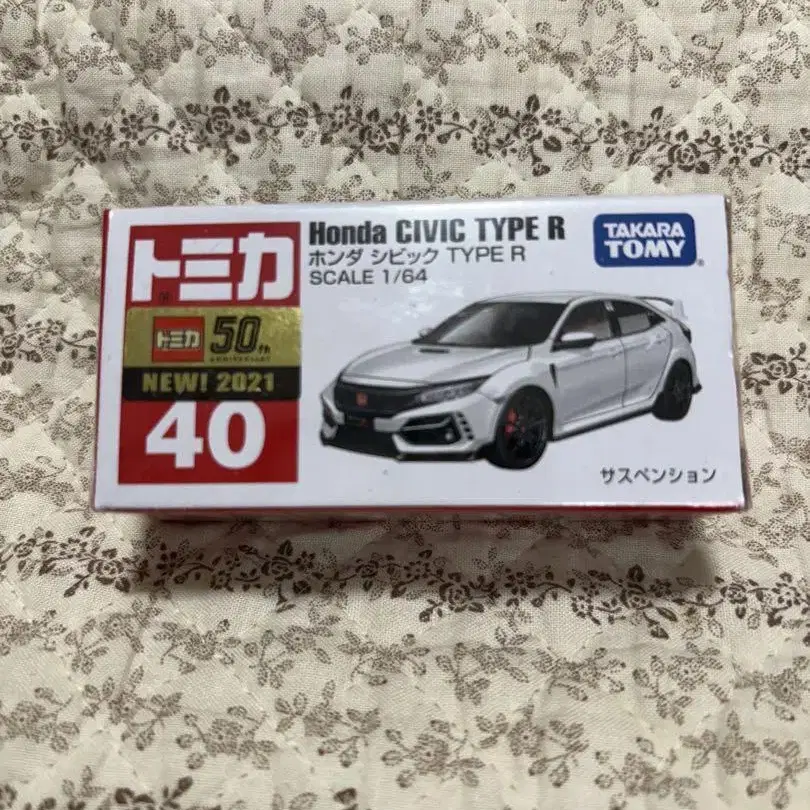 トミカ
Honda CIVIC TYPE R
ホンダ シビック TYPE R
SCALE 1/64
TAKARA
TOMY
トミカ 50th
ANNIVERSARY
NEW! 2021
40
サスペンション